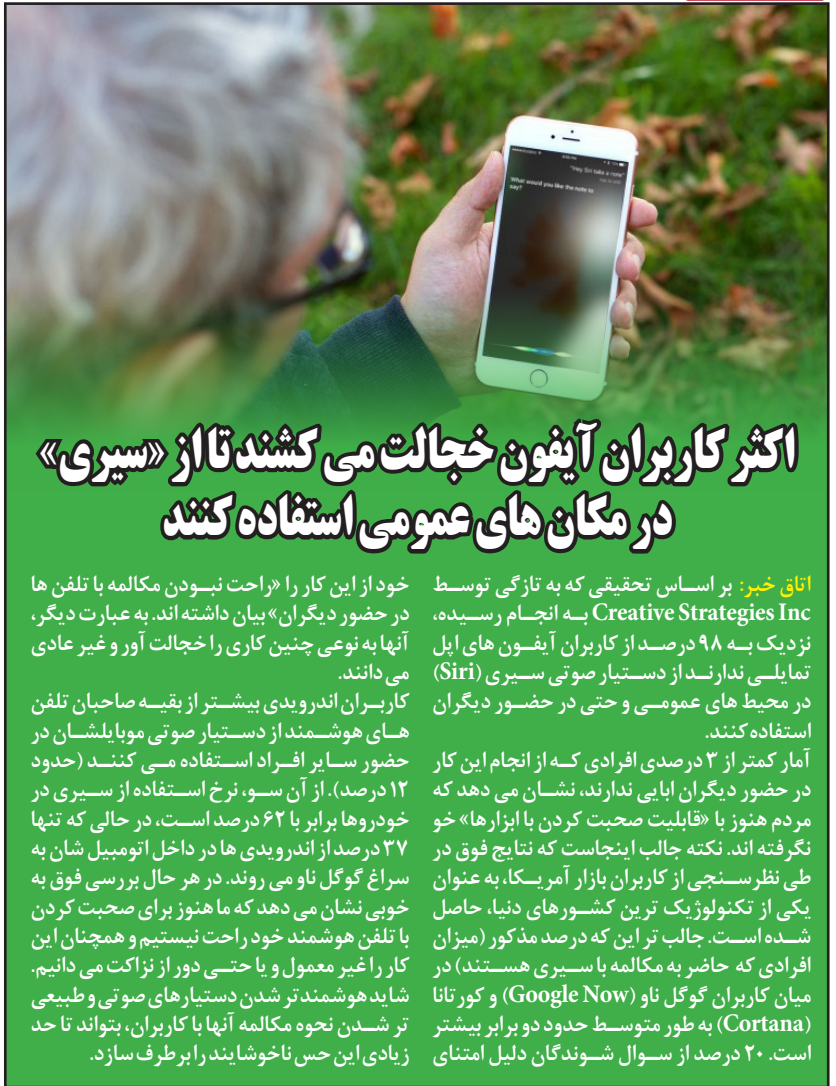 "Hey Siri take a note"
What would you like the note to
say?
اکثر کاربران آیفون خجالت می کشند تا از «سیری»
در مکان های عمومی استفاده کنند
اتاق خبر: بر اساس تحقیقی که به تازگی توسط
Creative Strategies Inc به انجام رسیده،
نزدیک به ۹۸ درصد از کاربران آیفون های اپل
تمایلی ندارند از دستیار صوتی سیری (Siri)
در محیط های عمومی و حتی در حضور دیگران
استفاده کنند.
آمار کمتر از ۳ درصدی افرادی که از انجام این کار
در حضور دیگران ابایی ندارند، نشان می دهد که
مردم هنوز با «قابلیت صحبت کردن با ابزارها» خو
نگرفته اند. نکته جالب اینجاست که نتایج فوق در
طی نظرسنجی از کاربران بازار آمریکا، به عنوان
یکی از تکنولوژیک ترین کشورهای دنیا، حاصل
شده است. جالب تر این که درصد مذکور (میزان
افرادی که حاضر به مکالمه با سیری هستند) در
میان کاربران گوگل ناو (Google Now) و کورتانا
(Cortana) به طور متوسط حدود دو برابر بیشتر
است. ۲۰ درصد از سوال شوندگان دلیل امتنای
خود از این کار را «راحت نبودن مکالمه با تلفن ها
در حضور دیگران» بیان داشته اند. به عبارت دیگر،
آنها به نوعی چنین کاری را خجالت آور و غیر عادی
می دانند.
کاربران اندرویدی بیشتر از بقیه صاحبان تلفن
های هوشمند از دستیار صوتی موبایلشان در
حضور سایر افراد استفاده می کنند (حدود
۱۲ درصد). از آن سو، نرخ استفاده از سیری در
خودروها برابر با ۶۲ درصد است، در حالی که تنها
۳۷ درصد از اندرویدی ها در داخل اتومبیل شان به
سراغ گوگل ناو می روند. در هر حال بررسی فوق به
خوبی نشان می دهد که ما هنوز برای صحبت کردن
با تلفن هوشمند خود راحت نیستیم و همچنان این
کار را غیر معمول و یا حتی دور از نزاکت می دانیم.
شاید هوشمندتر شدن دستیارهای صوتی و طبیعی
تر شدن نحوه مکالمه آنها با کاربران، بتواند تا حد
زیادی این حس ناخوشایند را برطرف سازد.